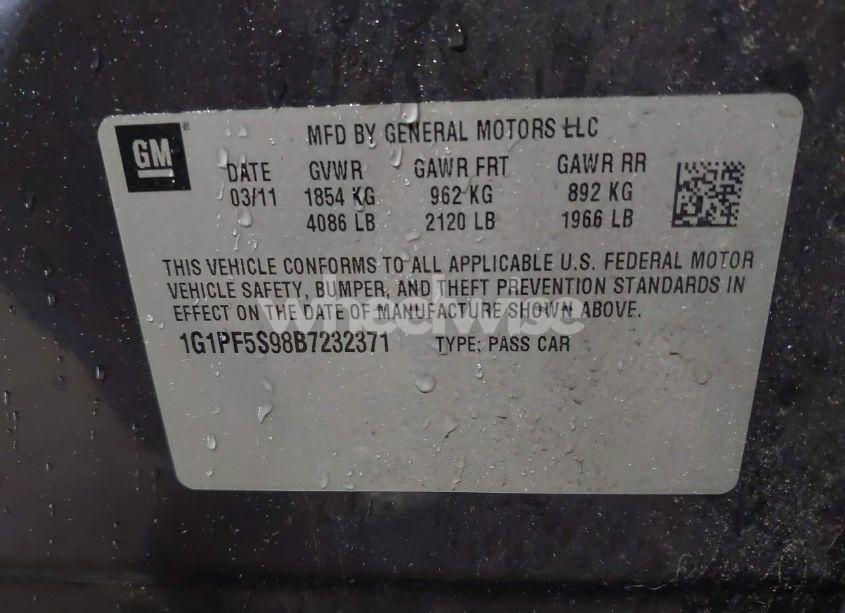 GM
MFD BY GENERAL MOTORS LLC
DATE GVWR GAWR FRT GAWR RR
03/11 1854 KG 962 KG 892 KG
4086 LB 2120 LB 1966 LB
THIS VEHICLE CONFORMS TO ALL APPLICABLE U.S. FEDERAL MOTOR
VEHICLE SAFETY, BUMPER, AND THEFT PREVENTION STANDARDS IN
EFFECT ON THE DATE OF MANUFACTURE SHOWN ABOVE.
wheelwise
1G1PF5S98B7232371 TYPE: PASS CAR